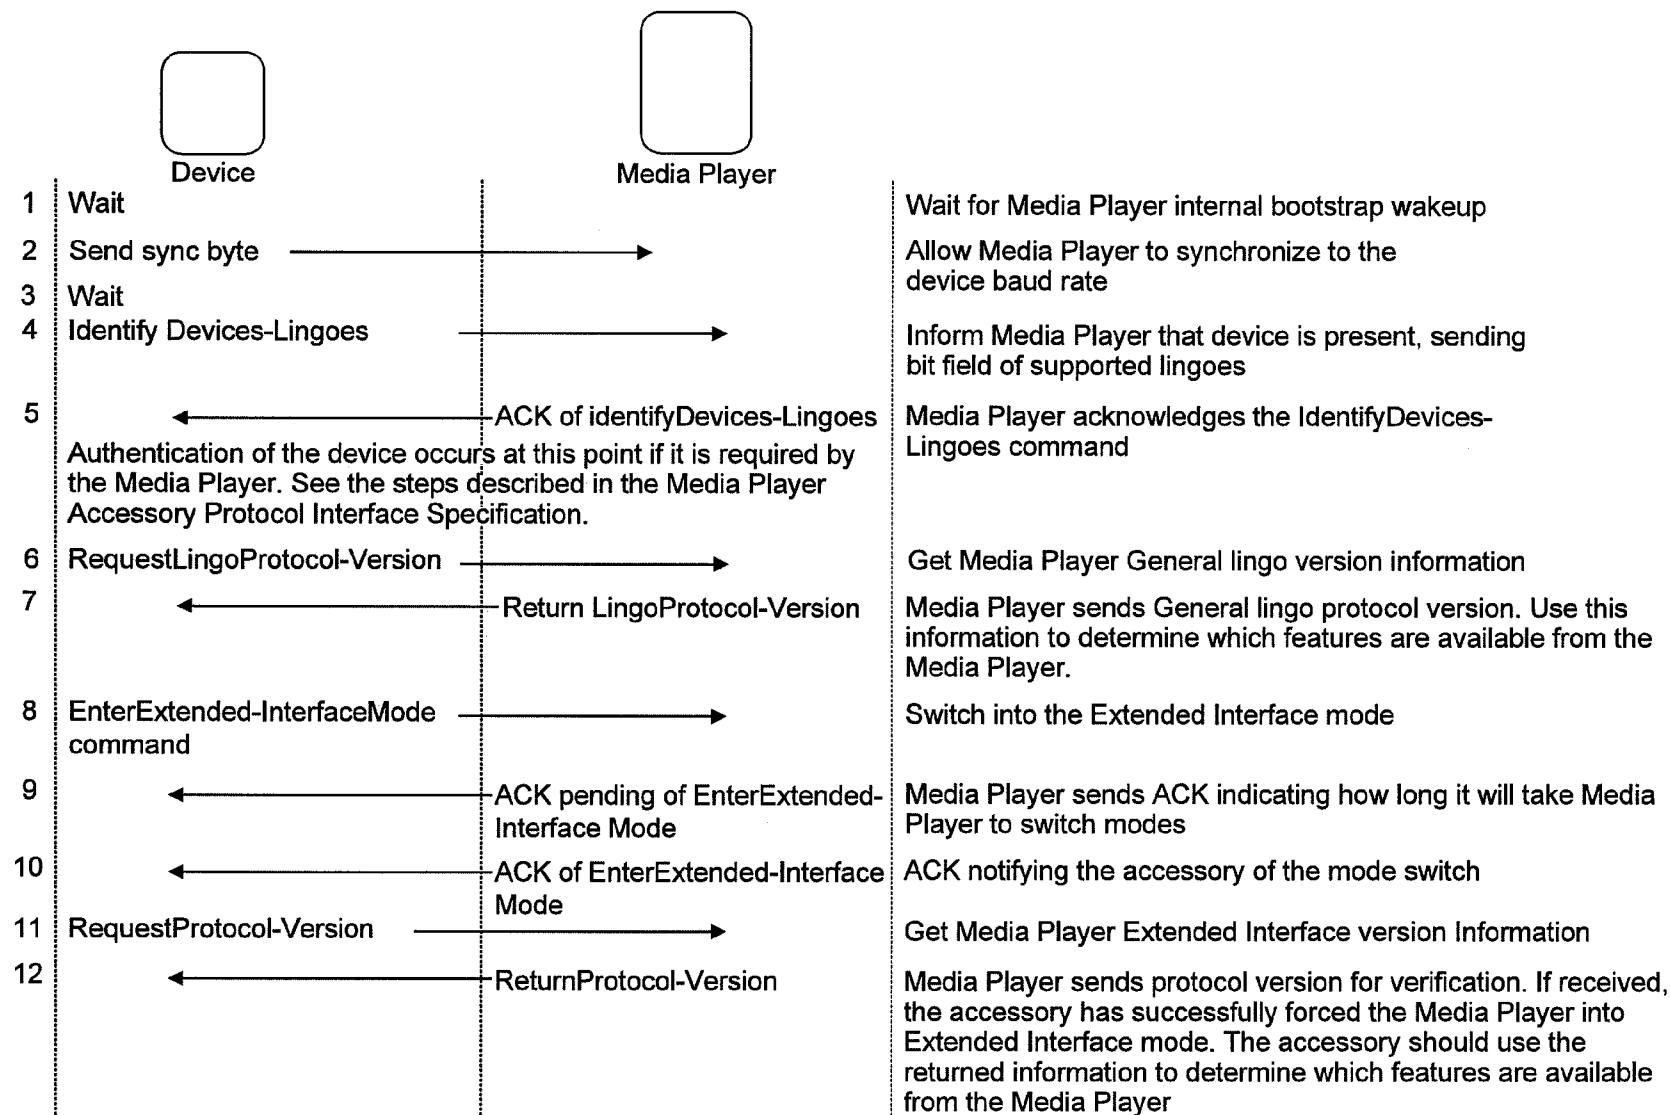 Device
Media Player
1 Wait Wait for Media Player internal bootstrap wakeup
2 Send sync byte Allow Media Player to synchronize to the
device baud rate
3 Wait
4 Identify Devices-Lingoes Inform Media Player that device is present, sending
bit field of supported lingoes
5 ACK of identifyDevices-Lingoes Media Player acknowledges the IdentifyDevices-
Lingoes command
Authentication of the device occurs at this point if it is required by
the Media Player. See the steps described in the Media Player
Accessory Protocol Interface Specification.
6 RequestLingoProtocol-Version Get Media Player General lingo version information
7 Return LingoProtocol-Version Media Player sends General lingo protocol version. Use this
information to determine which features are available from the
Media Player.
8 EnterExtended-InterfaceMode Switch into the Extended Interface mode
command
9 ACK pending of EnterExtended- Media Player sends ACK indicating how long it will take Media
Interface Mode Player to switch modes
10 ACK of EnterExtended-Interface ACK notifying the accessory of the mode switch
Mode
11 RequestProtocol-Version Get Media Player Extended Interface version Information
12 ReturnProtocol-Version Media Player sends protocol version for verification. If received,
the accessory has successfully forced the Media Player into
Extended Interface mode. The accessory should use the
returned information to determine which features are available
from the Media Player